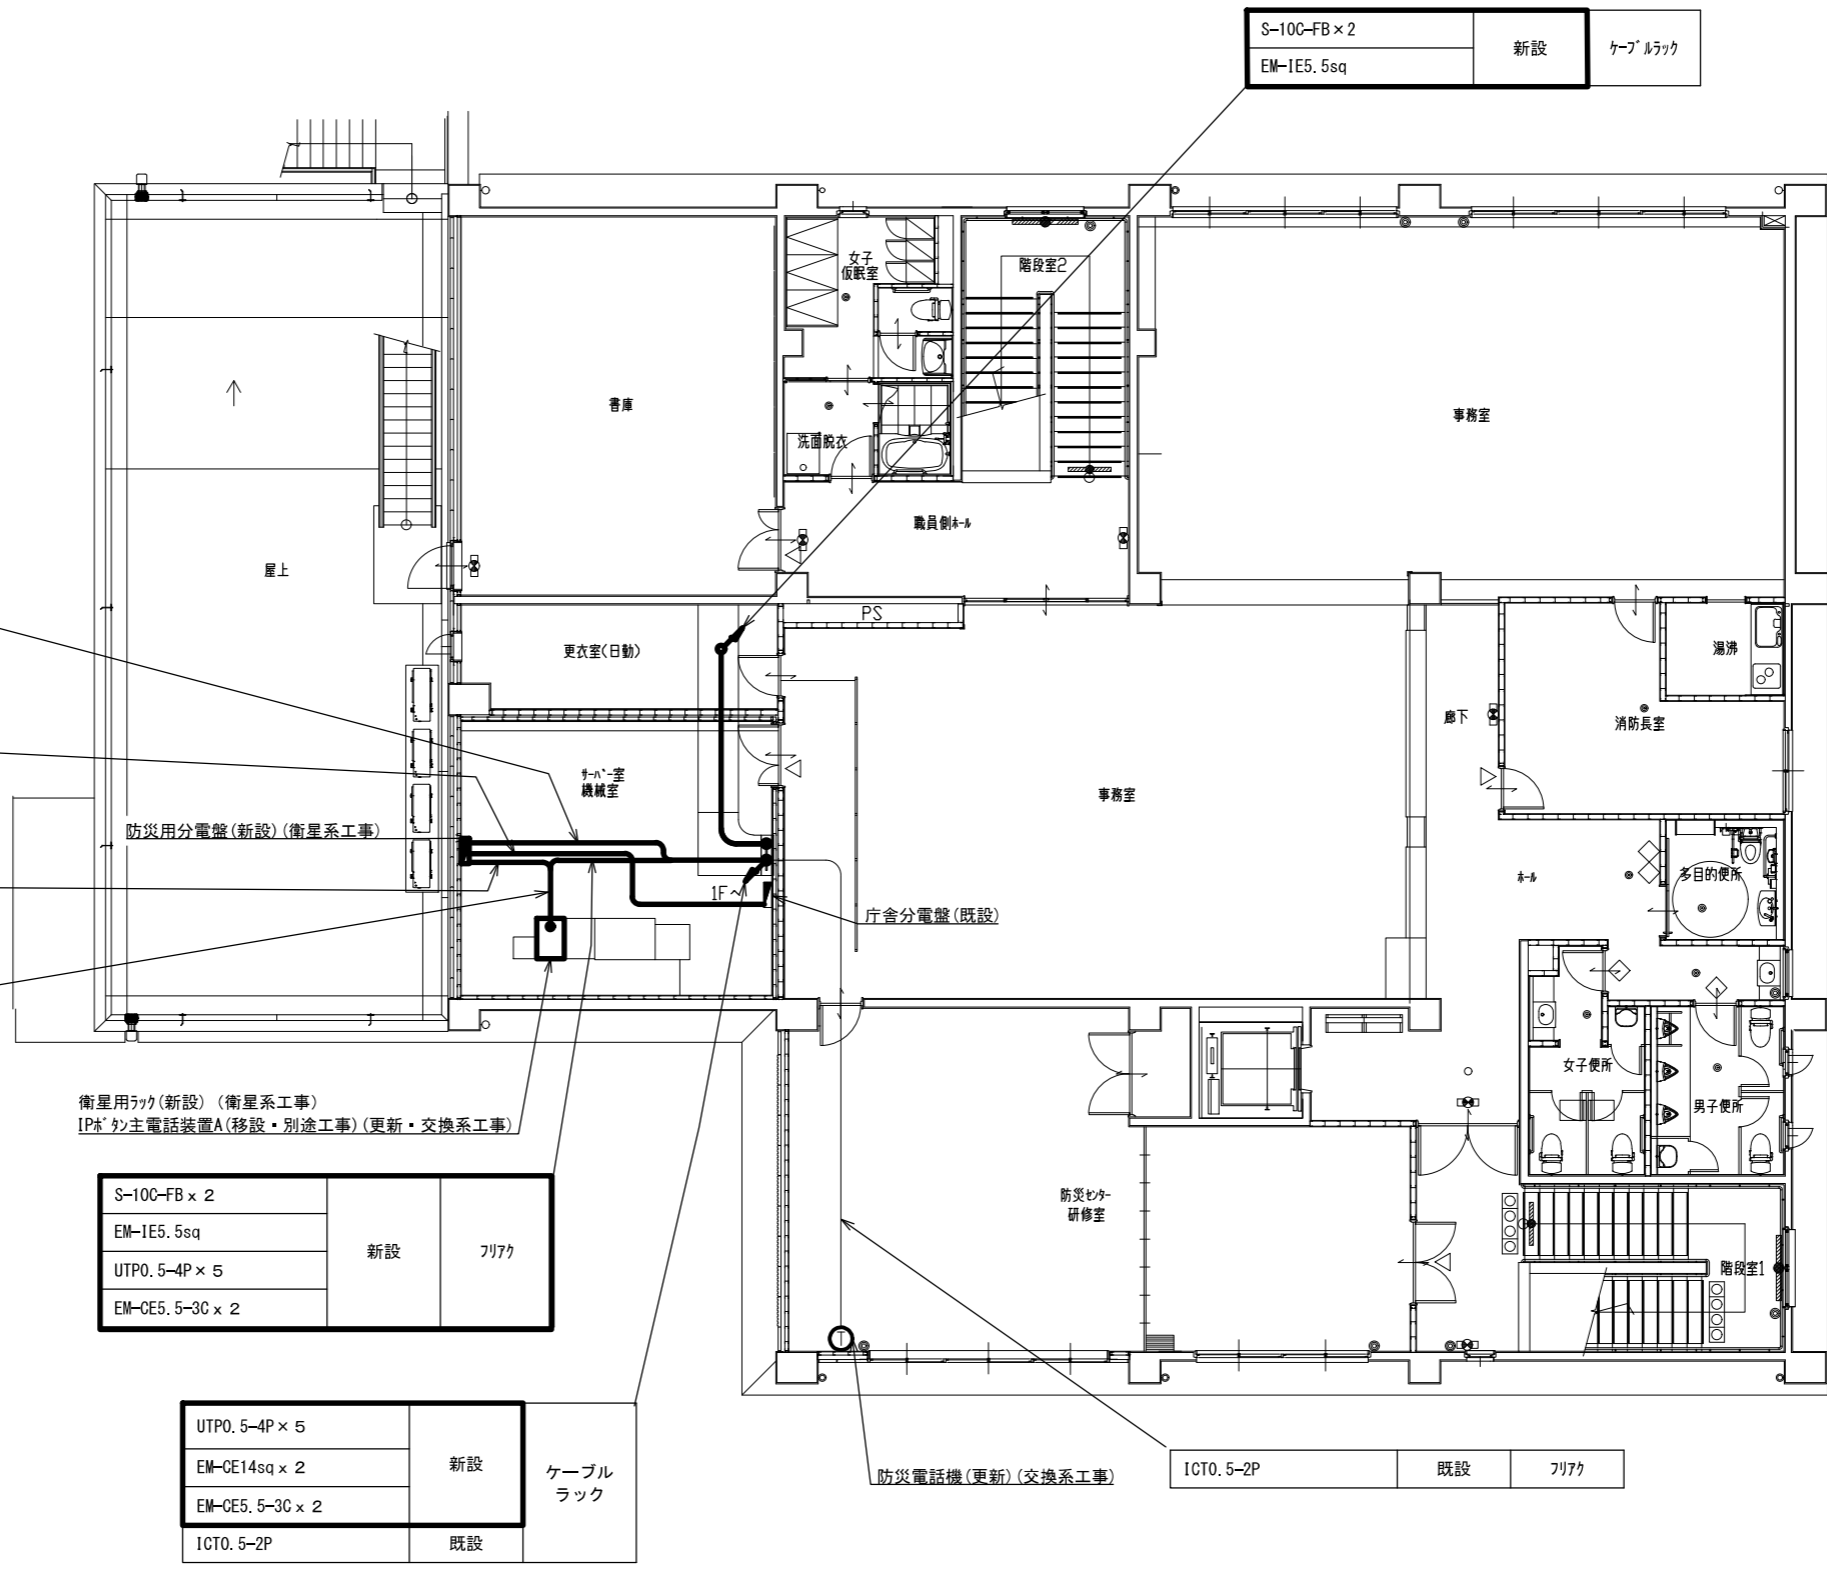 S-10C-FB×2
EM-IE5.5sq
新設
ｹｰﾌﾞﾙﾗｯｸ
女子
仮眠室
階段室2
書庫
事務室
洗面脱衣
職員側ﾎｰﾙ
屋上
PS
更衣室(日勤)
湯沸
廊下
消防長室
ｻｰﾊﾞｰ室
機械室
事務室
防災用分電盤(新設)(衛星系工事)
1Fへ
庁舎分電盤(既設)
ﾎｰﾙ
多目的便所
女子便所
男子便所
衛星用ﾗｯｸ(新設) (衛星系工事)
IPﾎﾞﾀﾝ主電話装置A(移設・別途工事)(更新・交換系工事)
S-10C-FB x 2
EM-IE5.5sq
UTP0.5-4P× 5
EM-CE5.5-3C x 2
新設
ﾌﾘｱｸ
防災ｾﾝﾀｰ
研修室
階段室1
T
UTP0.5-4P× 5
EM-CE14sq x 2
EM-CE5.5-3C x 2
新設
ケーブル
ラック
ICT0.5-2P
既設
防災電話機(更新)(交換系工事)
ICT0.5-2P
既設
ﾌﾘｱｸ